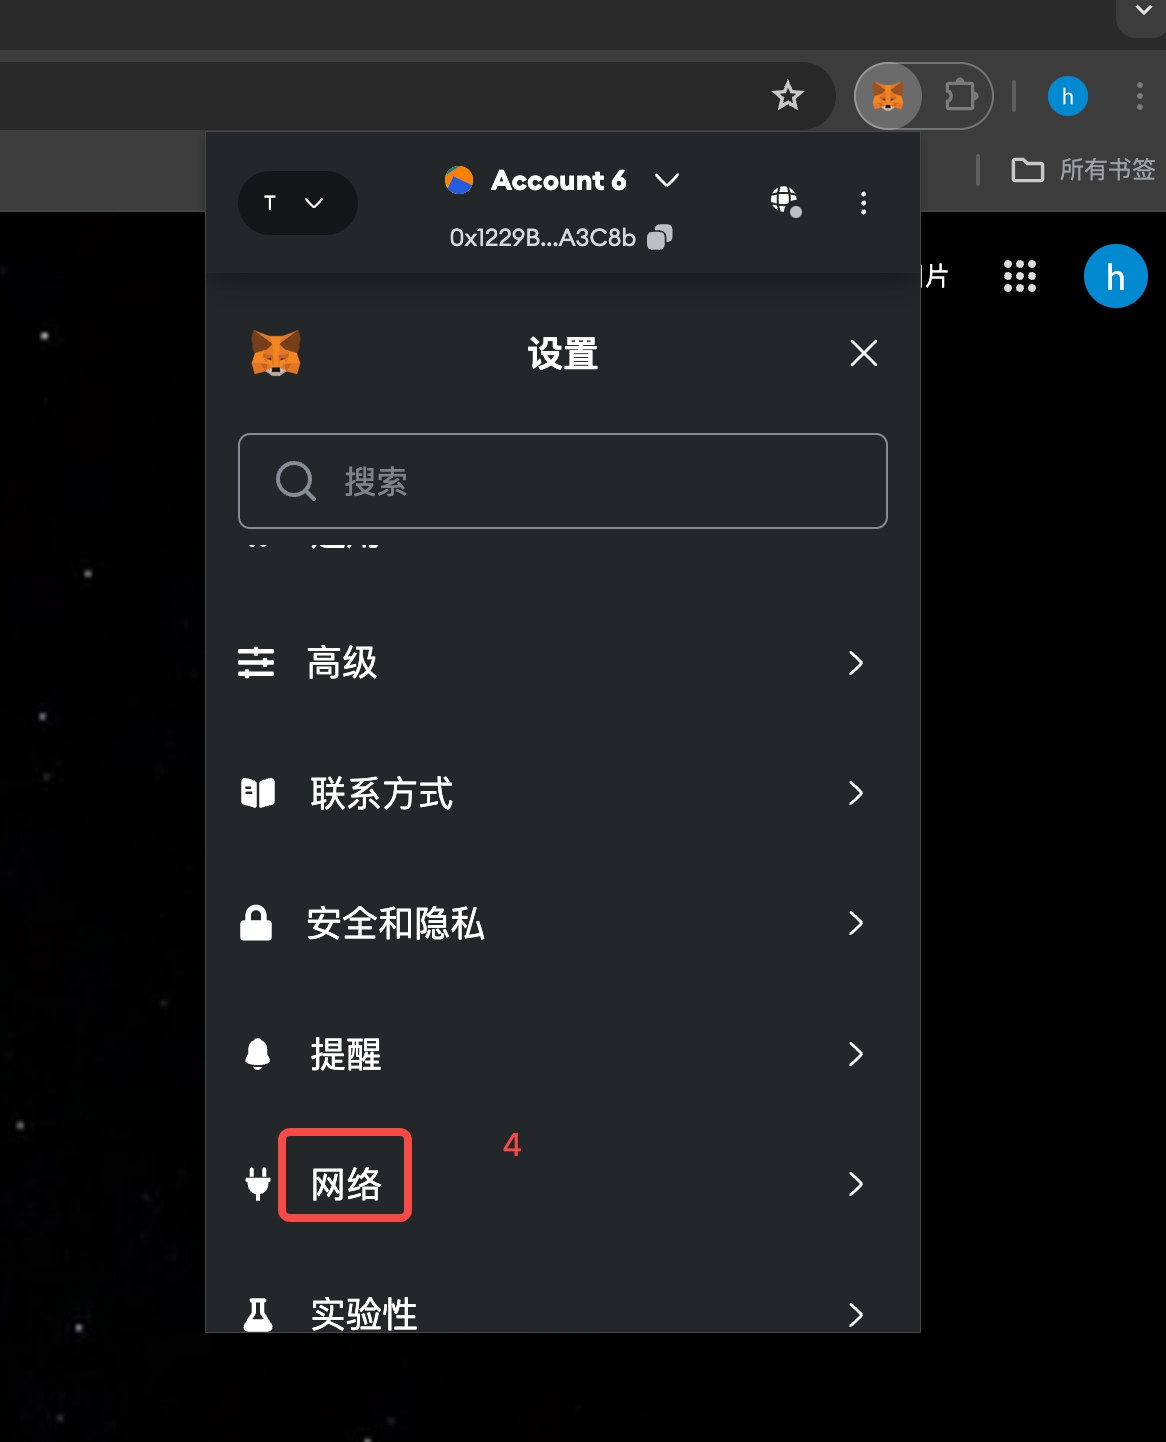 h
所有书签
T
Account 6
0x1229B...A3C8b
片
h
设置
搜索
高级
联系方式
安全和隐私
提醒
4
网络
实验性